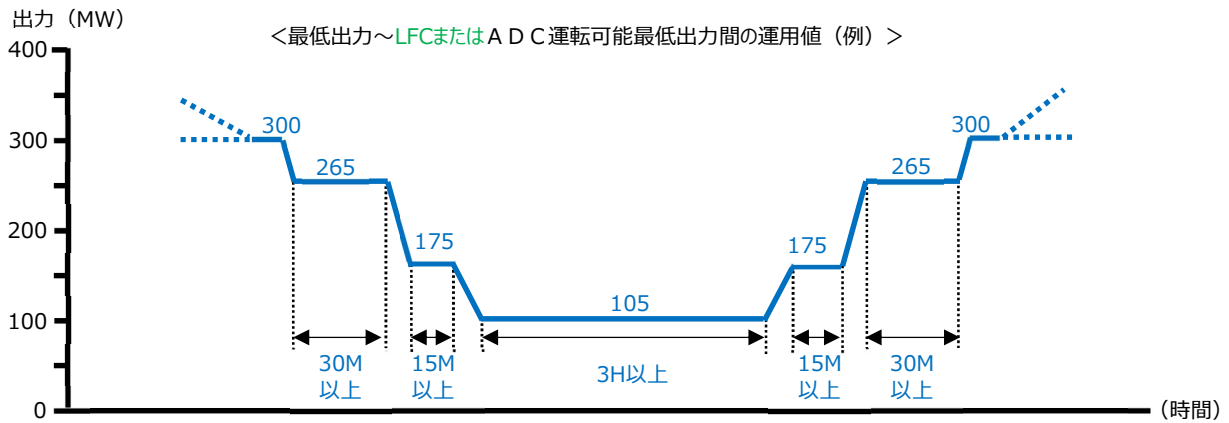 出力（MW）
＜最低出力～LFCまたはＡＤＣ運転可能最低出力間の運用値（例）＞
400
300
300
300
265
265
200
175
175
105
100
30M
以上
15M
以上
3H以上
15M
以上
30M
以上
0
（時間）